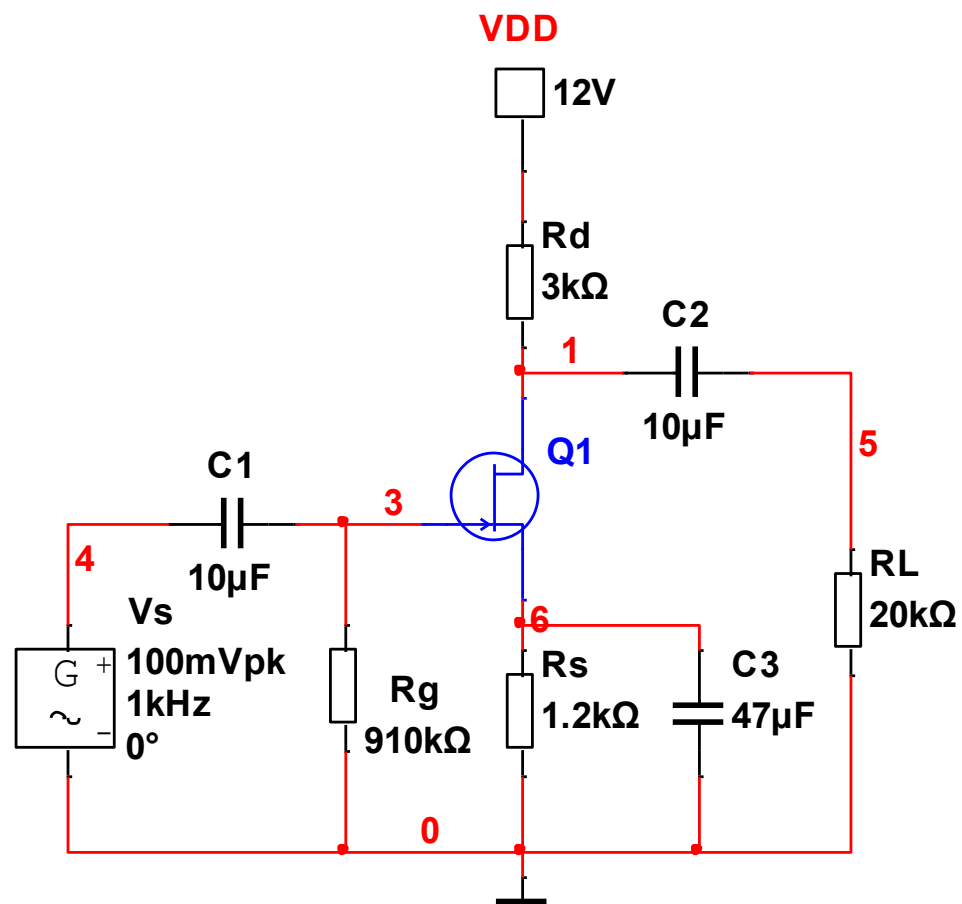 VDD
12V
Rd
3kΩ
C2
1
10µF
Q1
5
C1
3
4
10µF
RL
20kΩ
Vs
6
G
+
100mVpk
1kHz
−
0°
Rg
910kΩ
Rs
1.2kΩ
C3
47µF
0